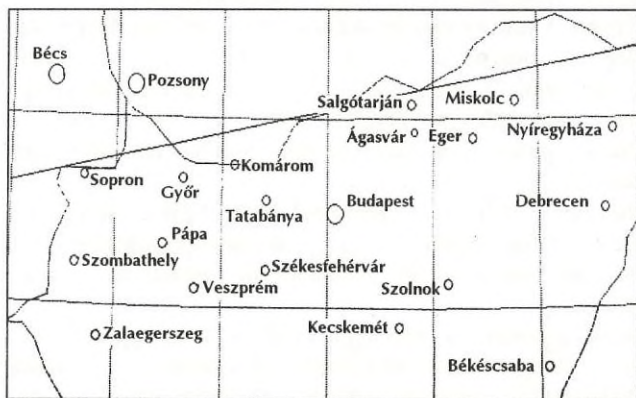 Bécs
Pozsony
Salgótarján
Miskolc
Ágasvár
Eger
Nyíregyháza
Komárom
Sopron
Győr
Tatabánya
Budapest
Debrecen
Pápa
Szombathely
Székesfehérvár
Veszprém
Szolnok
Zalaegerszeg
Kecskemét
Békéscsaba